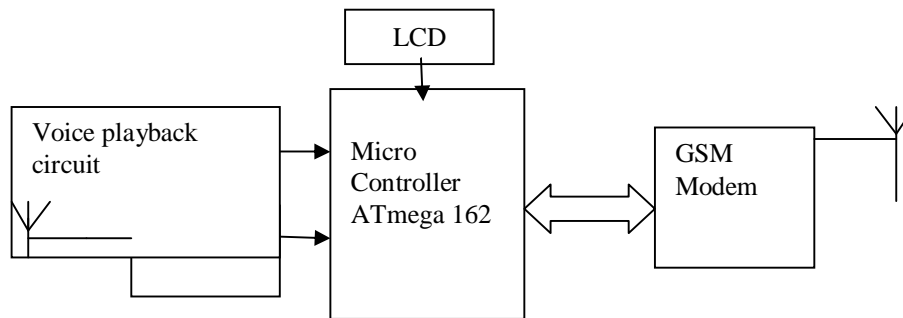 LCD
Voice playback
circuit
Micro
Controller
ATmega 162
GSM
Modem